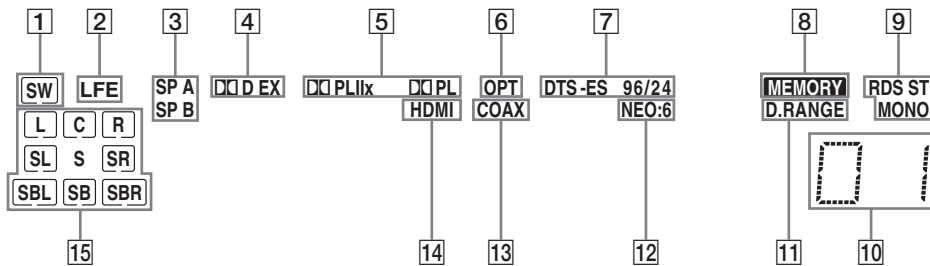 1 2 3 4 5 6 7 8 9
SW LFE SP A DD D EX DD PLIIx DD PL OPT DTS-ES 96/24 MEMORY RDS ST
SP B HDMI COAX NEO:6 D.RANGE MONO
L C R
SL S SR
SBL SB SBR
0 1
15 14 13 12 11 10